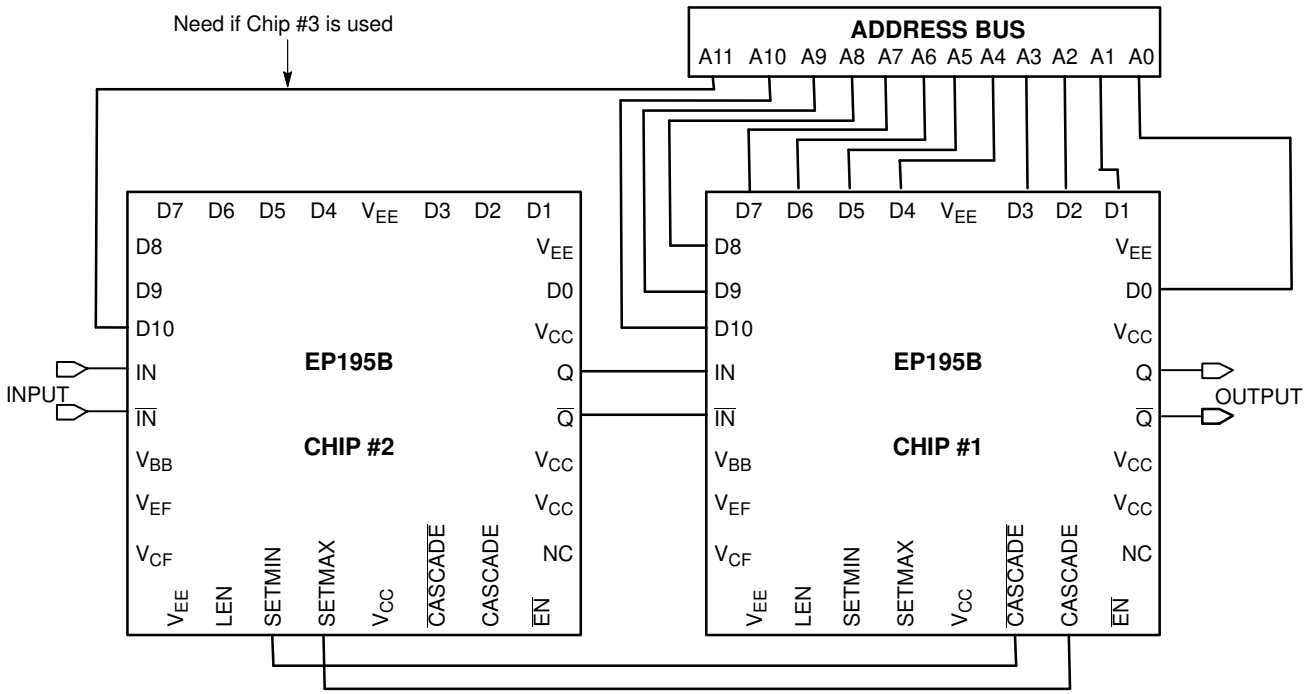 Need if Chip #3 is used
ADDRESS BUS
A11 A10 A9 A8 A7 A6 A5 A4 A3 A2 A1 A0
D7 D6 D5 D4 VEE D3 D2 D1
D8
VEE
D9
D0
D10
VCC
EP195B
IN
Q
INPUT
IN
Q
CHIP #2
VBB
VCC
VEF
VCC
VCF
NC
VEE
LEN
SETMIN
SETMAX
VCC
CASCADE
CASCADE
EN
D7 D6 D5 D4 VEE D3 D2 D1
D8
VEE
D9
D0
D10
VCC
EP195B
IN
Q
OUTPUT
IN
Q
CHIP #1
VBB
VCC
VEF
VCC
VCF
NC
VEE
LEN
SETMIN
SETMAX
VCC
CASCADE
CASCADE
EN